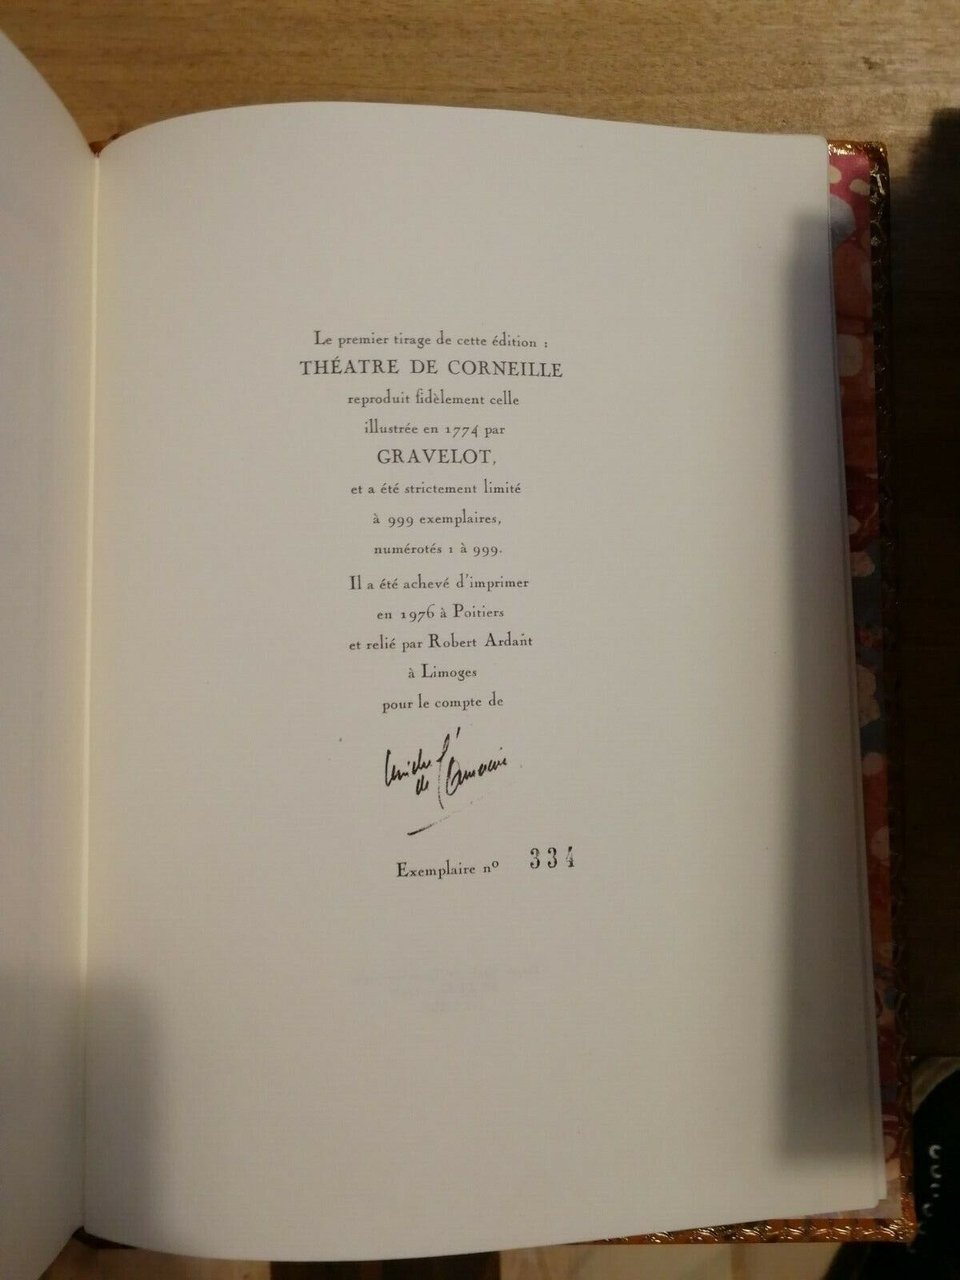 Le premier tirage de cette édition :
THÉATRE DE CORNEILLE
reproduit fidèlement celle
illustrée en 1774 par
GRAVELOT,
et a été strictement limité
à 999 exemplaires,
numérotés 1 à 999.
Il a été achevé d'imprimer
en 1976 à Poitiers
et relié par Robert Ardant
à Limoges
pour le compte de
de
Exemplaire nº 334